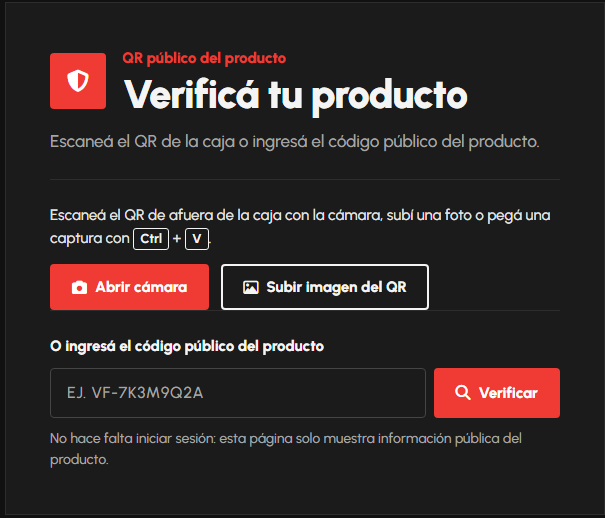 QR público del producto
Verificá tu producto
Escaneá el QR de la caja o ingresá el código público del producto.
Escaneá el QR de afuera de la caja con la cámara, subí una foto o pegá una
captura con Ctrl + V.
Abrir cámara
Subir imagen del QR
O ingresá el código público del producto
EJ. VF-7K3M9Q2A
Verificar
No hace falta iniciar sesión: esta página solo muestra información pública del
producto.